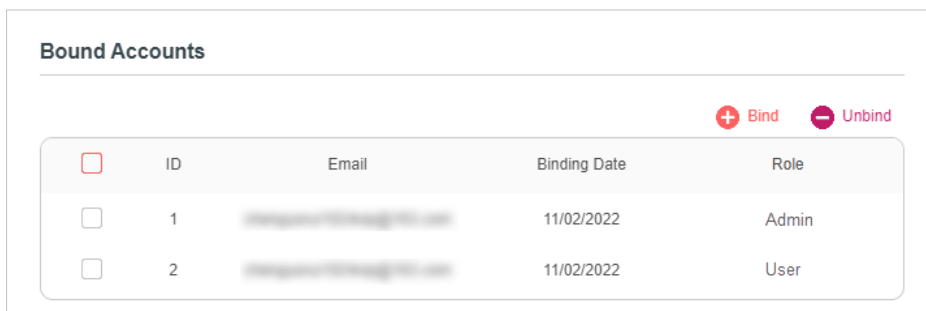 Bound Accounts
Bind Unbind
ID Email Binding Date Role
1 11/02/2022 Admin
2 11/02/2022 User